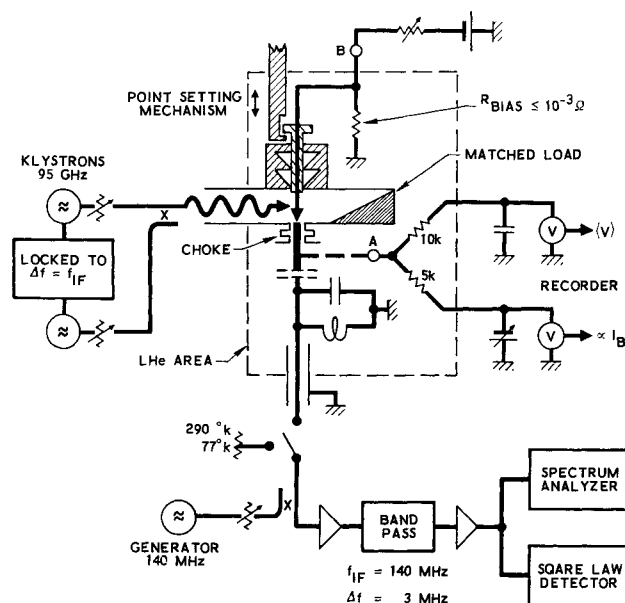 B
POINT SETTING
MECHANISM
R_BIAS ≤ 10⁻³ Ω
MATCHED LOAD
KLYSTRONS
95 GHz
≈
X
CHOKE
A
10k
V
⟨V⟩
LOCKED TO
Δf = f_IF
5k
RECORDER
≈
V
∝ I_B
LHe AREA
290 °k
77°k
SPECTRUM
ANALYZER
X
≈
BAND
PASS
GENERATOR
140 MHz
f_IF = 140 MHz
Δf = 3 MHz
SQARE LAW
DETECTOR